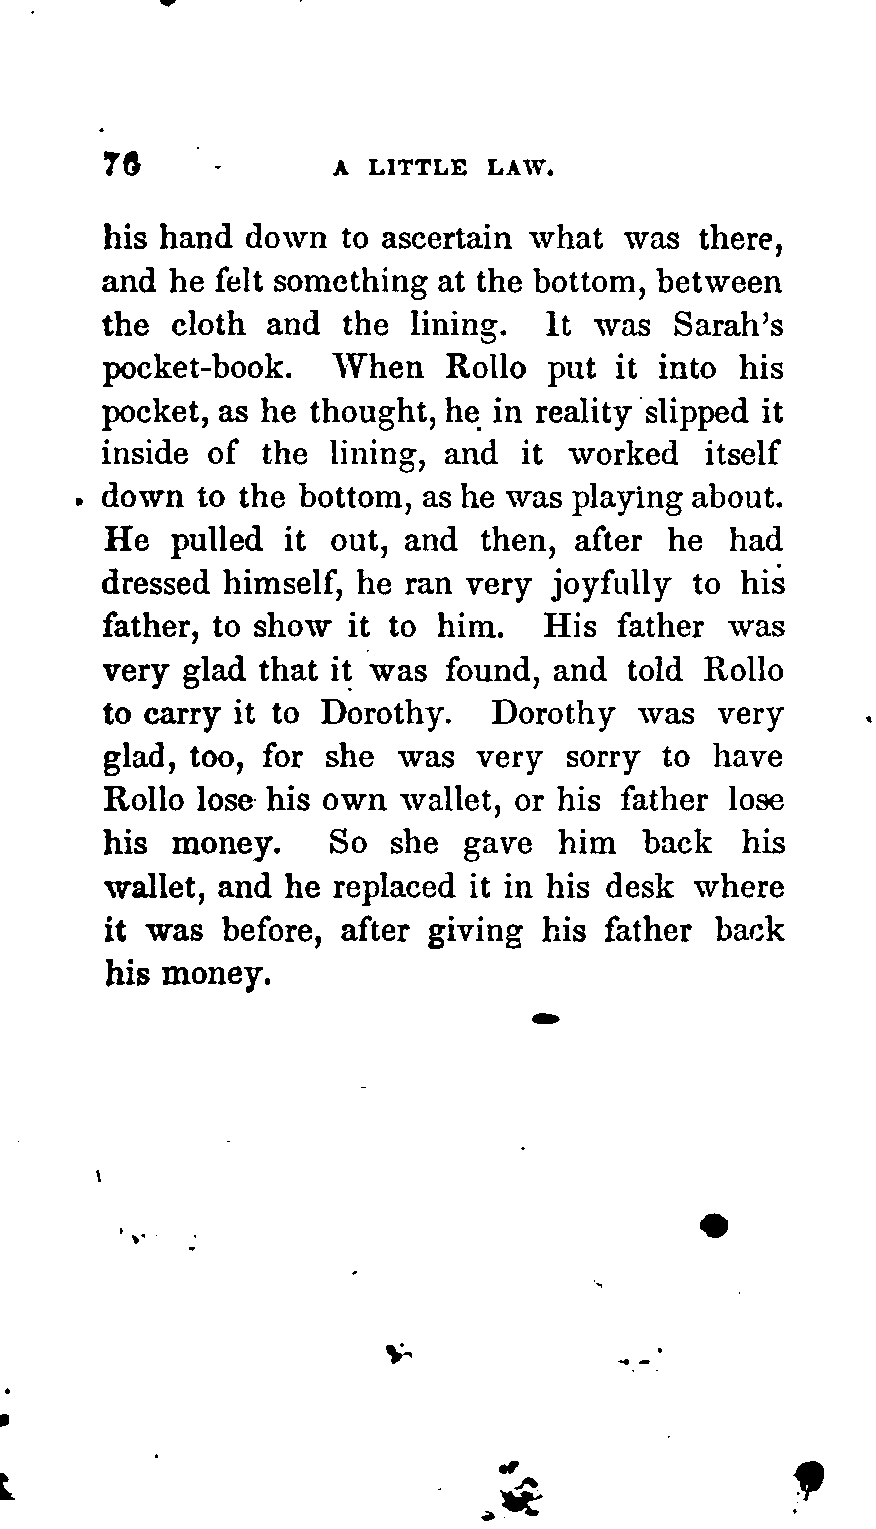 76 A LITTLE LAW.
his hand down to ascertain what was there,
and he felt something at the bottom, between
the cloth and the lining. It was Sarah's
pocket-book. When Rollo put it into his
pocket, as he thought, he in reality slipped it
inside of the lining, and it worked itself
down to the bottom, as he was playing about.
He pulled it out, and then, after he had
dressed himself, he ran very joyfully to his
father, to show it to him. His father was
very glad that it was found, and told Rollo
to carry it to Dorothy. Dorothy was very
glad, too, for she was very sorry to have
Rollo lose his own wallet, or his father lose
his money. So she gave him back his
wallet, and he replaced it in his desk where
it was before, after giving his father back
his money.